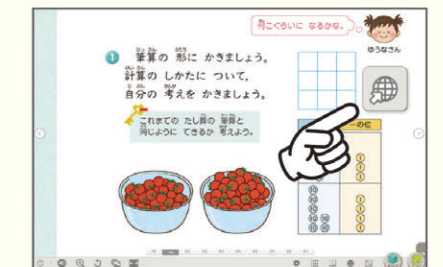 何こぐらいに なるかな。
ゆうなさん
1 筆算の 形に かきましょう。
計算の しかたに ついて、
自分の 考えを かきましょう。
これまでの たし算の 筆算と
同じように できるか 考えよう。
一の位